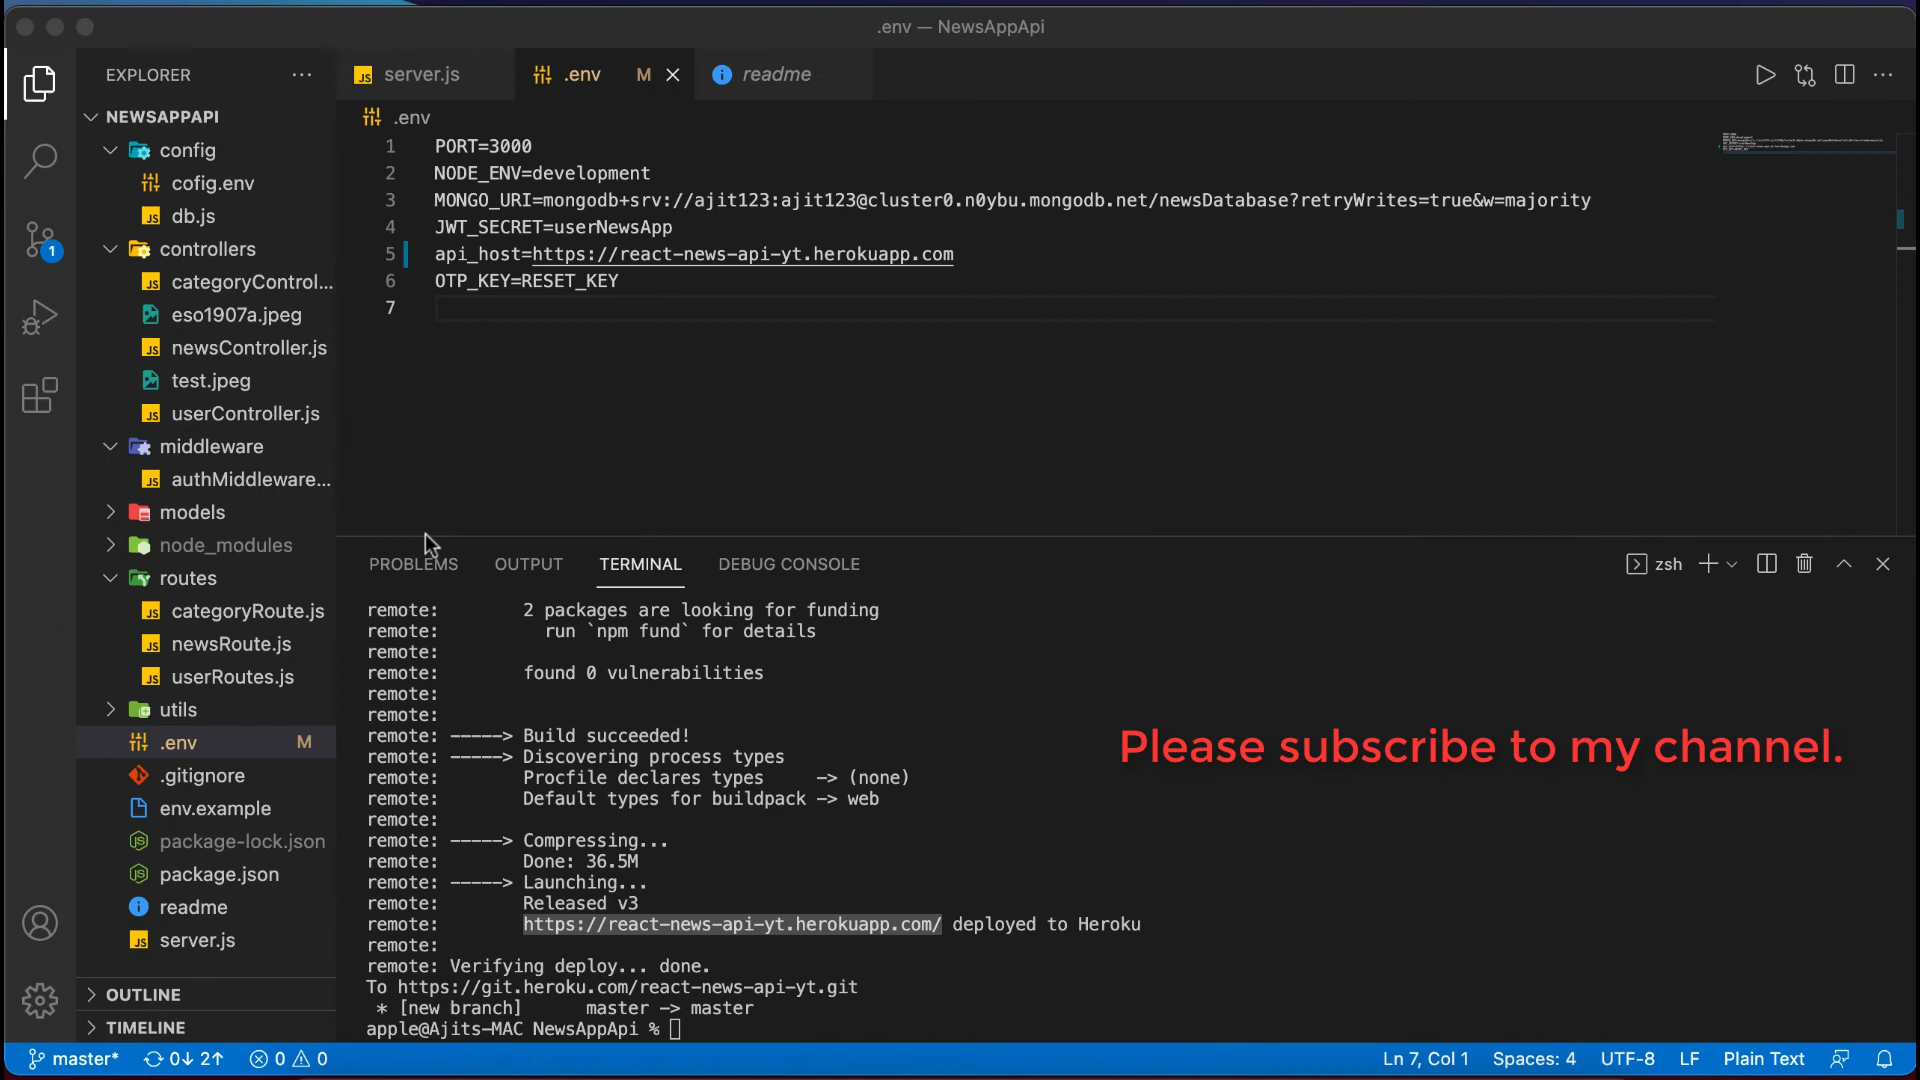 .env — NewsAppApi
EXPLORER
server.js
.env M
readme
NEWSAPPAPI
config
cofig.env
db.js
controllers
categoryControl...
eso1907a.jpeg
newsController.js
test.jpeg
userController.js
middleware
authMiddleware...
models
node_modules
routes
categoryRoute.js
newsRoute.js
userRoutes.js
utils
.env M
.gitignore
env.example
package-lock.json
package.json
readme
server.js
OUTLINE
TIMELINE
1
.env
1 PORT=3000
2 NODE_ENV=development
3 MONGO_URI=mongodb+srv://ajit123:ajit123@cluster0.n0ybu.mongodb.net/newsDatabase?retryWrites=true&w=majority
4 JWT_SECRET=userNewsApp
5 api_host=https://react-news-api-yt.herokuapp.com
6 OTP_KEY=RESET_KEY
7
PROBLEMS OUTPUT TERMINAL DEBUG CONSOLE
zsh
remote: 2 packages are looking for funding
remote: run `npm fund` for details
remote:
remote: found 0 vulnerabilities
remote:
remote:
remote: -----> Build succeeded!
remote: -----> Discovering process types
remote: Procfile declares types -> (none)
remote: Default types for buildpack -> web
remote:
remote: -----> Compressing...
remote: Done: 36.5M
remote: -----> Launching...
remote: Released v3
remote: https://react-news-api-yt.herokuapp.com/ deployed to Heroku
remote:
remote: Verifying deploy... done.
To https://git.heroku.com/react-news-api-yt.git
* [new branch] master -> master
apple@Ajits-MAC NewsAppApi %
Please subscribe to my channel.
master* 0↓ 2↑ 0 0
Ln 7, Col 1 Spaces: 4 UTF-8 LF Plain Text